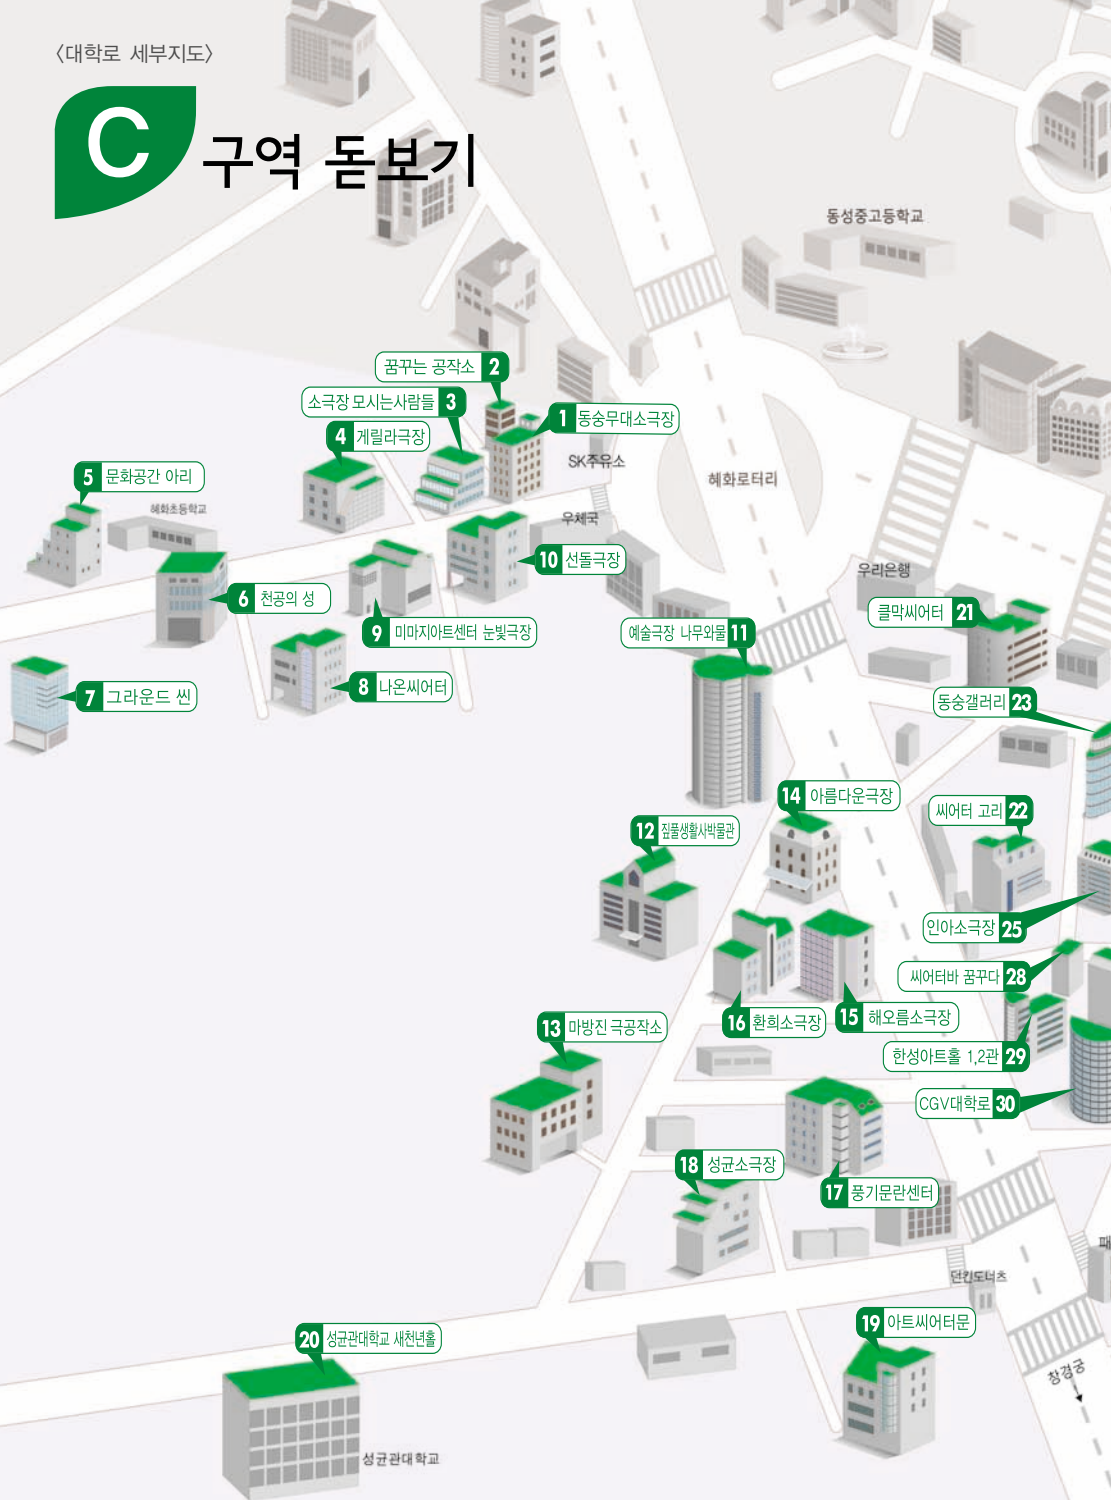 〈대학로 세부지도〉
C 구역 돋보기
동성중고등학교
꿈꾸는 공작소 2
소극장 모시는사람들 3
1 동숭무대소극장
4 게릴라극장
SK주유소
혜화로터리
5 문화공간 아리
혜화초등학교
우체국
10 선돌극장
우리은행
6 천공의 성
클막씨어터 21
9 미마지아트센터 눈빛극장
예술극장 나무와물 11
7 그라운드 씬
8 나온씨어터
동숭갤러리 23
14 아름다운극장
씨어터 고리 22
12 짚풀생활사박물관
인아소극장 25
씨어터바 꿈꾸다 28
16 환희소극장
15 해오름소극장
13 마방진 극공작소
한성아트홀 1,2관 29
CGV대학로 30
18 성균소극장
17 풍기문란센터
던킨도너츠
19 아트씨어터문
20 성균관대학교 새천년홀
창경궁
성균관대학교